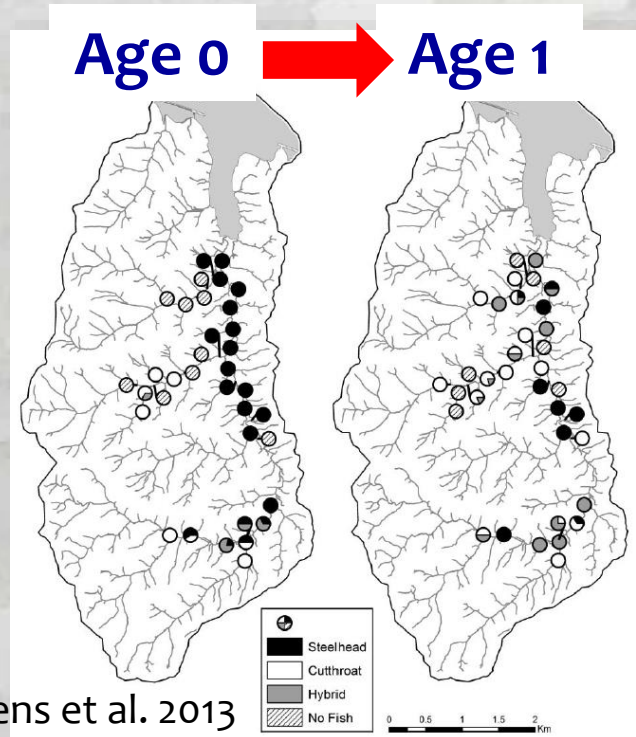 Age 0 Age 1
Steelhead
Cutthroat
Hybrid
No Fish
ens et al. 2013
0 0.5 1 1.5 2
Km